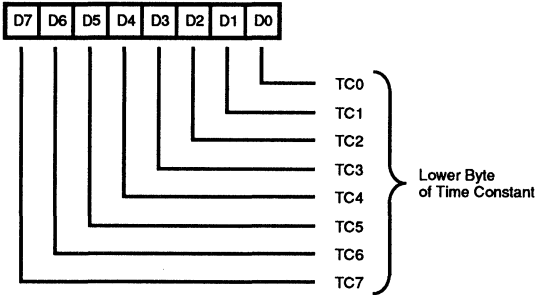 D7 D6 D5 D4 D3 D2 D1 D0
TC0
TC1
TC2
TC3
TC4
TC5
TC6
TC7
Lower Byte
of Time Constant